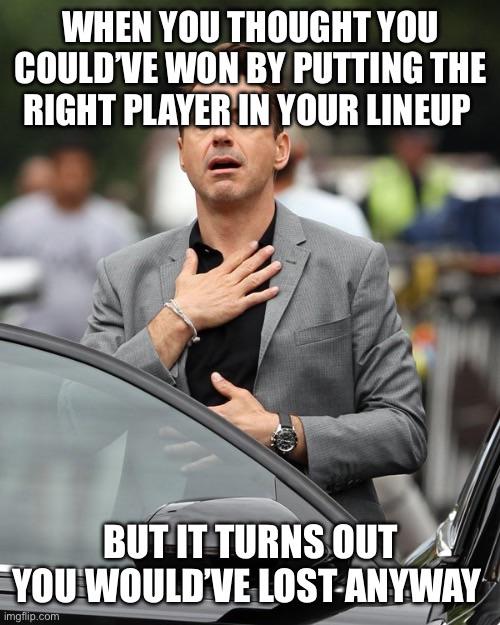 WHEN YOU THOUGHT YOU
COULD’VE WON BY PUTTING THE
RIGHT PLAYER IN YOUR LINEUP
BUT IT TURNS OUT
YOU WOULD’VE LOST ANYWAY
imgflip.com